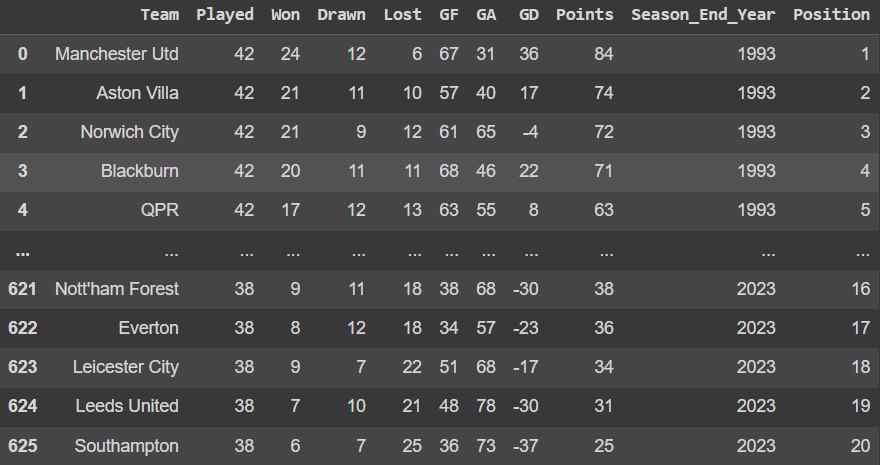 Team Played Won Drawn Lost GF GA GD Points Season_End_Year Position
0 Manchester Utd 42 24 12 6 67 31 36 84 1993 1
1 Aston Villa 42 21 11 10 57 40 17 74 1993 2
2 Norwich City 42 21 9 12 61 65 -4 72 1993 3
3 Blackburn 42 20 11 11 68 46 22 71 1993 4
4 QPR 42 17 12 13 63 55 8 63 1993 5
... ... ... ... ... ... ... ... ... ... ... ...
621 Nott'ham Forest 38 9 11 18 38 68 -30 38 2023 16
622 Everton 38 8 12 18 34 57 -23 36 2023 17
623 Leicester City 38 9 7 22 51 68 -17 34 2023 18
624 Leeds United 38 7 10 21 48 78 -30 31 2023 19
625 Southampton 38 6 7 25 36 73 -37 25 2023 20